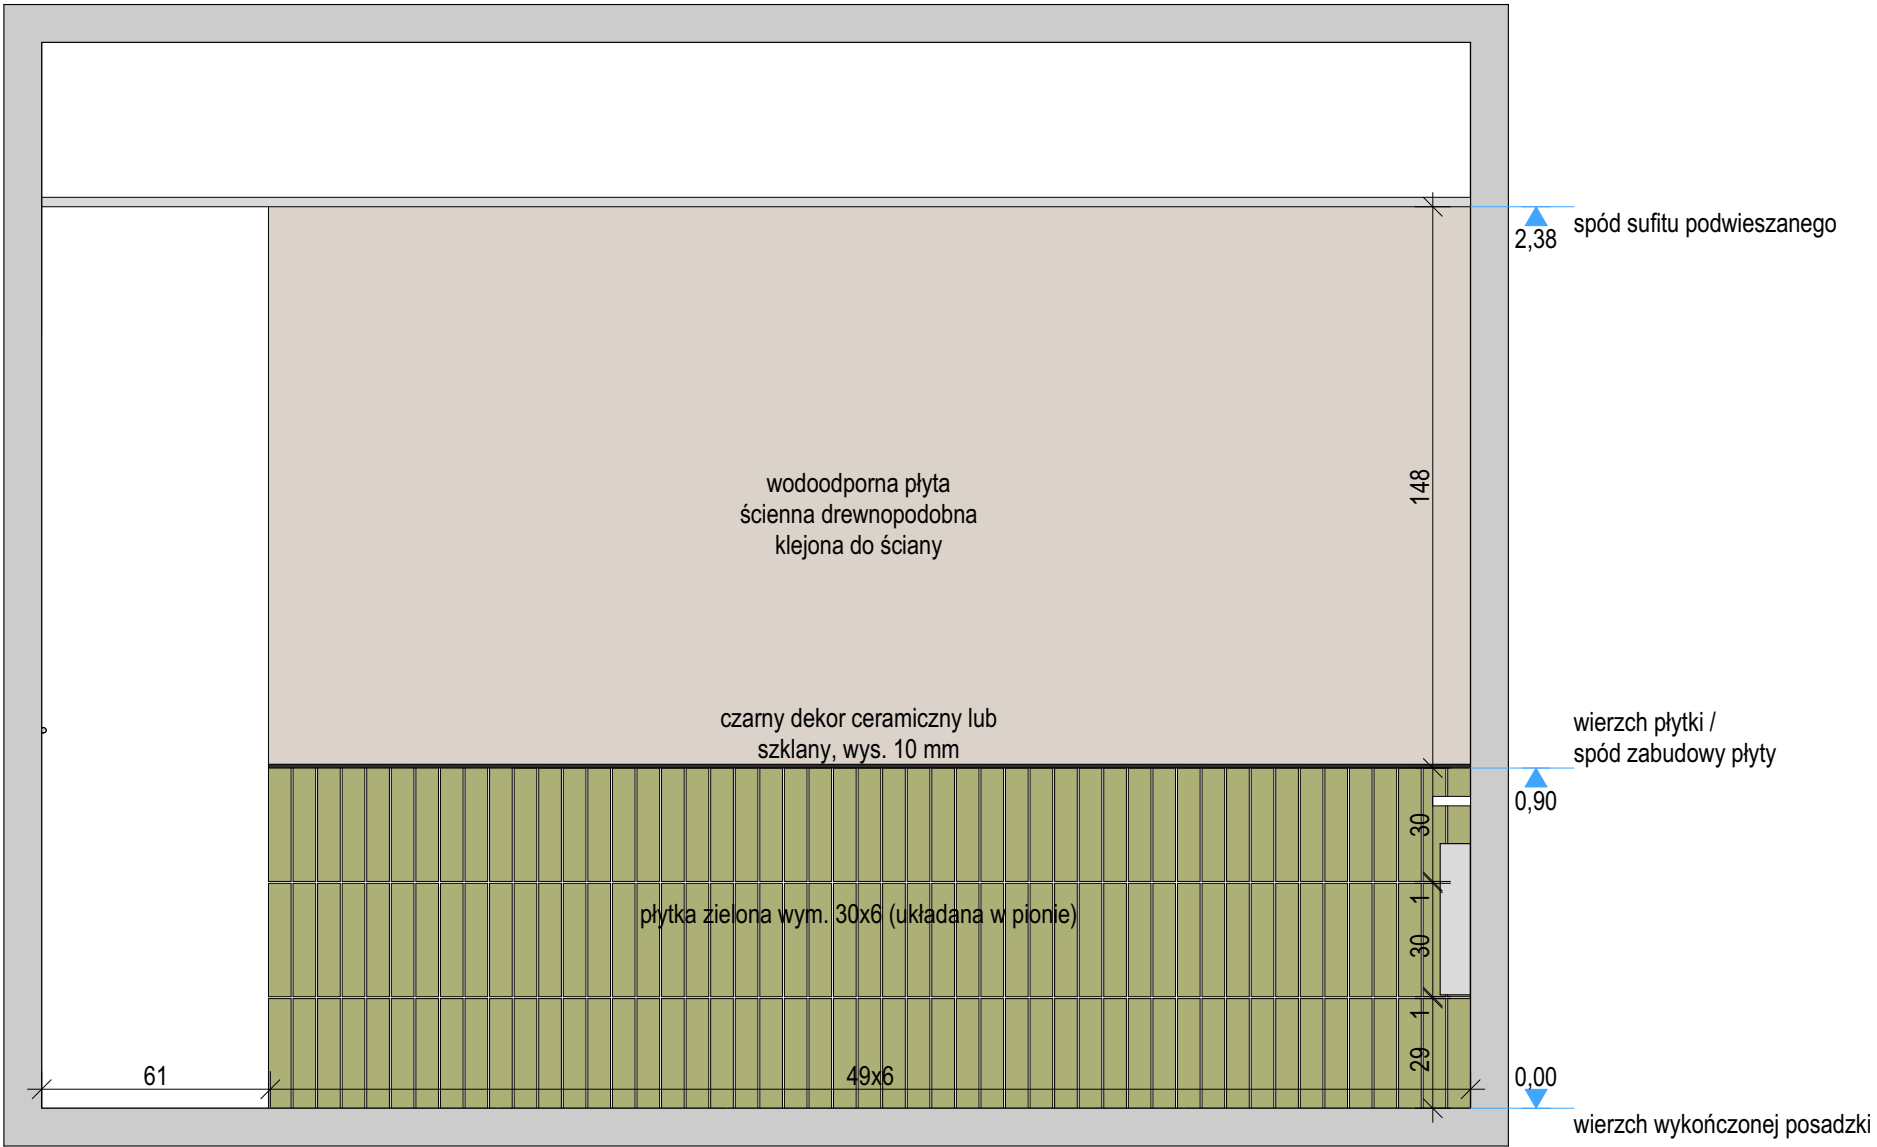 spód sufitu podwieszanego
2,38
148
wodoodporna płyta
ścienna drewnopodobna
klejona do ściany
czarny dekor ceramiczny lub
szklany, wys. 10 mm
wierzch płytki /
spód zabudowy płyty
0,90
30
1
płytka zielona wym. 30x6 (układana w pionie)
30
1
29
61
49x6
0,00
wierzch wykończonej posadzki